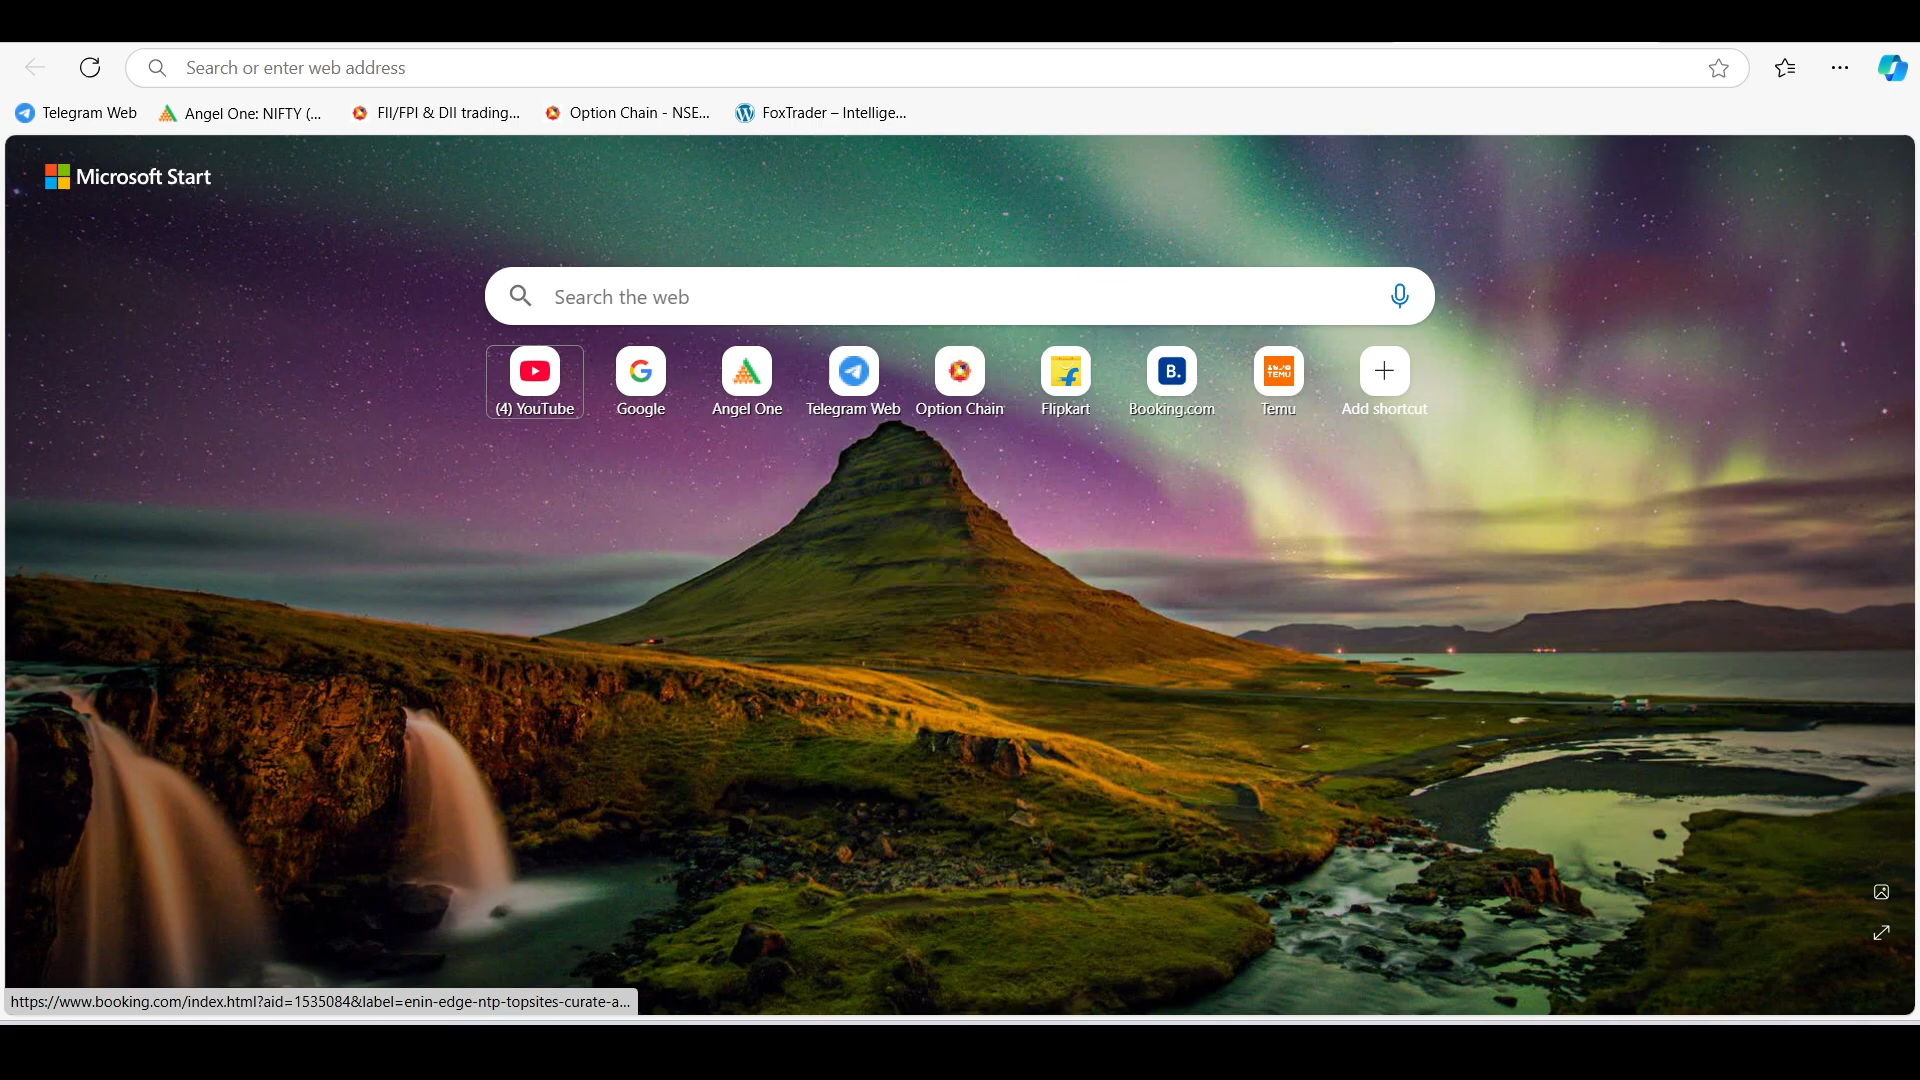 Search or enter web address
Telegram Web Angel One: NIFTY (... FII/FPI & DII trading... Option Chain - NSE... FoxTrader – Intellige...
Microsoft Start
Search the web
(4) YouTube Google Angel One Telegram Web Option Chain Flipkart B. Booking.com TEMU Temu Add shortcut
https://www.booking.com/index.html?aid=1535084&label=enin-edge-ntp-topsites-curate-a...